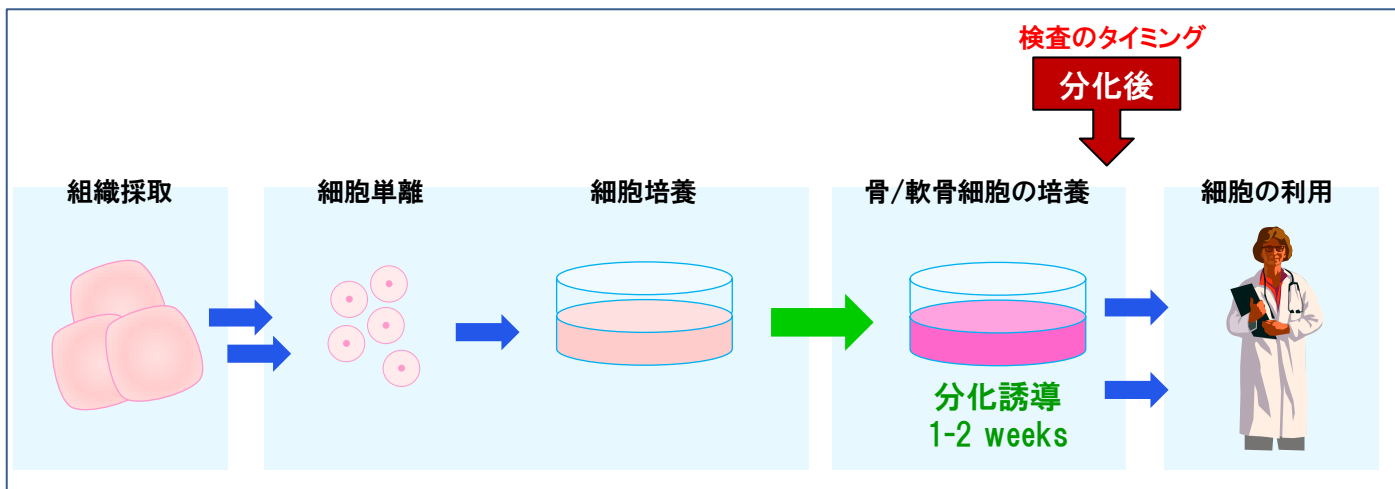 検査のタイミング
分化後
組織採取
細胞単離
細胞培養
骨/軟骨細胞の培養
細胞の利用
分化誘導
1-2 weeks